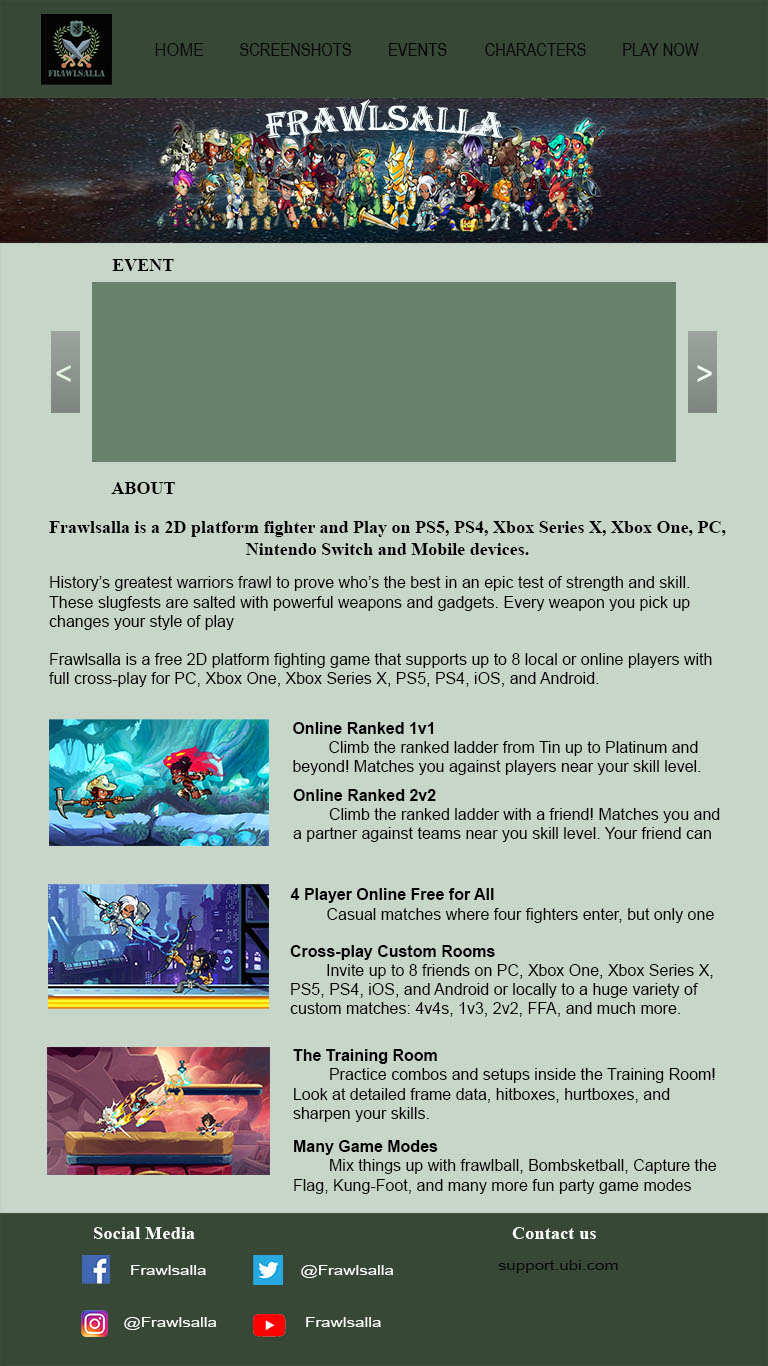 FRAWLSALLA
HOME SCREENSHOTS EVENTS CHARACTERS PLAY NOW
FRAWLSALLA
EVENT
< >
ABOUT
Frawlsalla is a 2D platform fighter and Play on PS5, PS4, Xbox Series X, Xbox One, PC,
Nintendo Switch and Mobile devices.
History’s greatest warriors frawl to prove who’s the best in an epic test of strength and skill.
These slugfests are salted with powerful weapons and gadgets. Every weapon you pick up
changes your style of play
Frawlsalla is a free 2D platform fighting game that supports up to 8 local or online players with
full cross-play for PC, Xbox One, Xbox Series X, PS5, PS4, iOS, and Android.
Online Ranked 1v1
Climb the ranked ladder from Tin up to Platinum and
beyond! Matches you against players near your skill level.
Online Ranked 2v2
Climb the ranked ladder with a friend! Matches you and
a partner against teams near you skill level. Your friend can
4 Player Online Free for All
Casual matches where four fighters enter, but only one
Cross-play Custom Rooms
Invite up to 8 friends on PC, Xbox One, Xbox Series X,
PS5, PS4, iOS, and Android or locally to a huge variety of
custom matches: 4v4s, 1v3, 2v2, FFA, and much more.
The Training Room
Practice combos and setups inside the Training Room!
Look at detailed frame data, hitboxes, hurtboxes, and
sharpen your skills.
Many Game Modes
Mix things up with frawlball, Bombsketball, Capture the
Flag, Kung-Foot, and many more fun party game modes
Social Media
Frawlsalla
@Frawlsalla
@Frawlsalla
Frawlsalla
Contact us
support.ubi.com